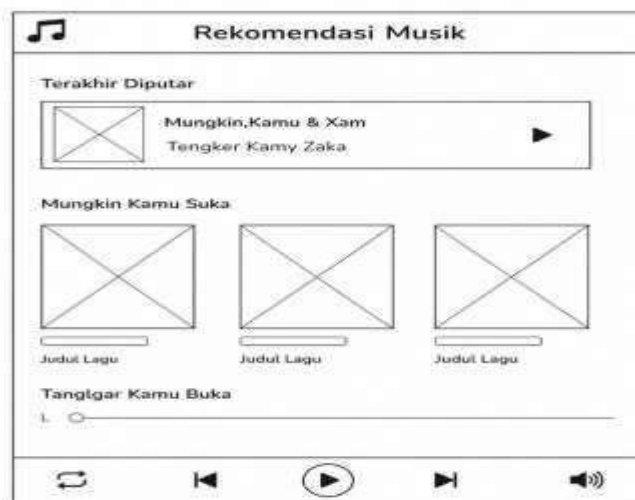 Rekomendasi Musik
Terakhir Diputar
Mungkin,Kamu & Xam
Tengker Kamy Zaka
Mungkin Kamu Suka
Judul Lagu
Judul Lagu
Judul Lagu
Tanglgar Kamu Buka
L